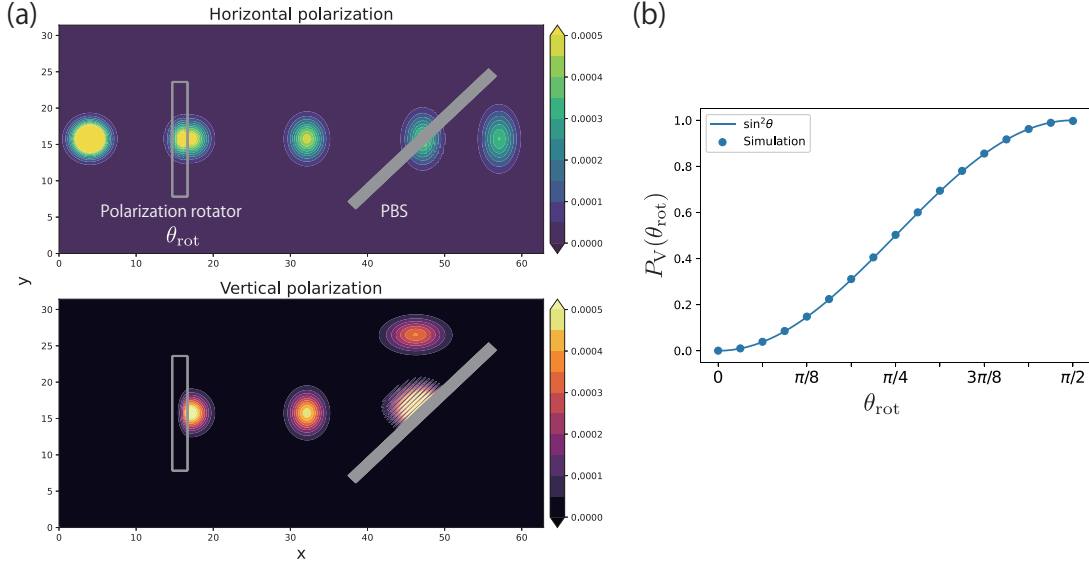 (a)
Horizontal polarization
30
25
20
15
10
5
0
0 10 20 30 40 50 60
Polarization rotator
θrot
PBS
0.0005
0.0004
0.0003
0.0002
0.0001
0.0000
y
Vertical polarization
30
25
20
15
10
5
0
0 10 20 30 40 50 60
x
0.0005
0.0004
0.0003
0.0002
0.0001
0.0000
(b)
sin²θ
Simulation
1.0
0.8
0.6
0.4
0.2
0.0
PV(θrot)
0 π/8 π/4 3π/8 π/2
θrot